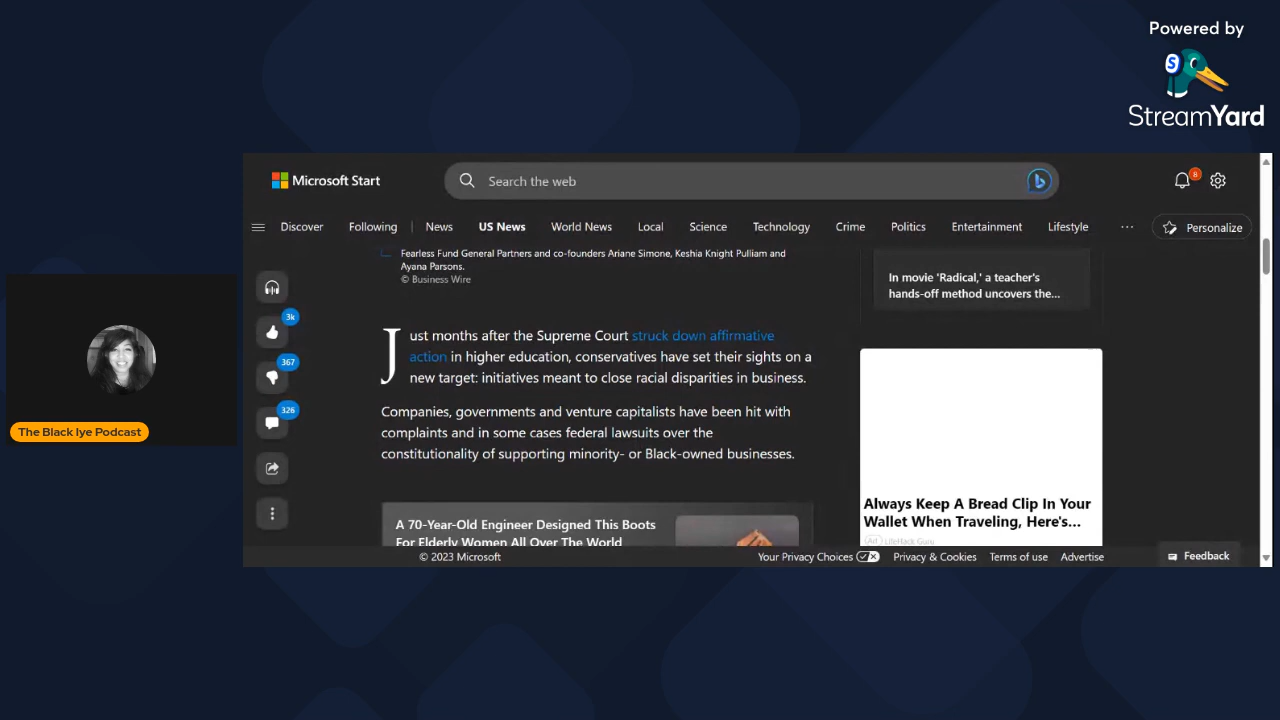 Powered by
StreamYard
Microsoft Start
Search the web
8
Discover
Following
News
US News
World News
Local
Science
Technology
Crime
Politics
Entertainment
Lifestyle
Personalize
Fearless Fund General Partners and co-founders Ariane Simone, Keshia Knight Pulliam and
Ayana Parsons.
© Business Wire
In movie 'Radical,' a teacher's
hands-off method uncovers the...
3k
367
326
Just months after the Supreme Court struck down affirmative
action in higher education, conservatives have set their sights on a
new target: initiatives meant to close racial disparities in business.
Companies, governments and venture capitalists have been hit with
complaints and in some cases federal lawsuits over the
constitutionality of supporting minority- or Black-owned businesses.
The Black Iye Podcast
A 70-Year-Old Engineer Designed This Boots
For Elderly Women All Over The World
Always Keep A Bread Clip In Your
Wallet When Traveling, Here's...
Ad LifeHack Guru
© 2023 Microsoft
Your Privacy Choices
Privacy & Cookies
Terms of use
Advertise
Feedback